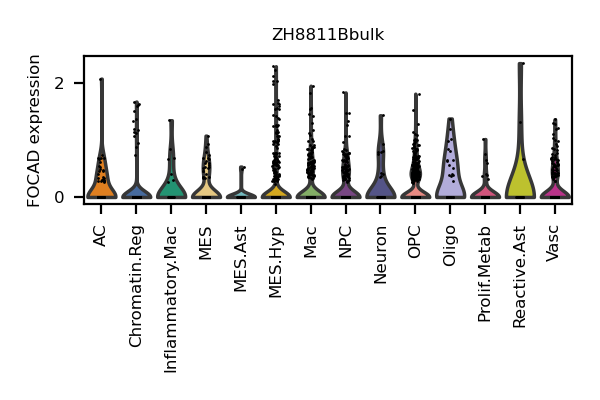 ZH8811Bbulk
FOCAD expression
2
0
AC
Chromatin.Reg
Inflammatory.Mac
MES
MES.Ast
MES.Hyp
Mac
NPC
Neuron
OPC
Oligo
Prolif.Metab
Reactive.Ast
Vasc